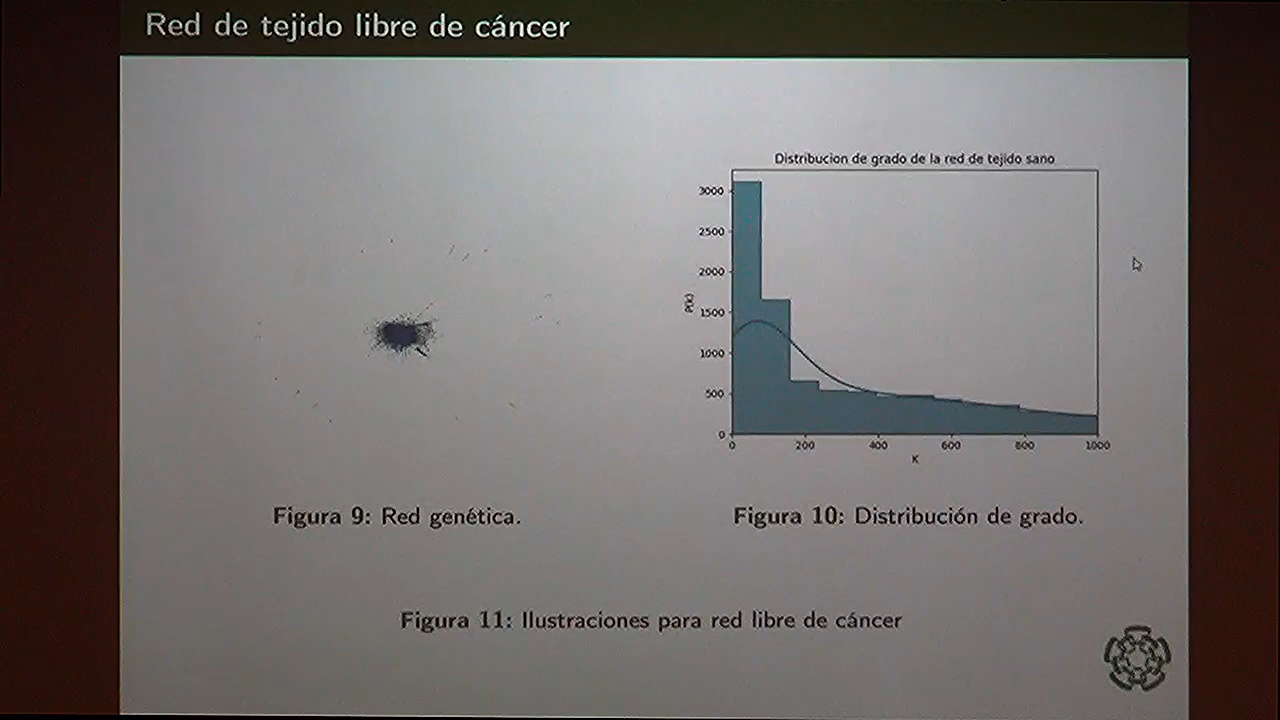 Red de tejido libre de cáncer
Distribucion de grado de la red de tejido sano
3000
2500
2000
1500
1000
500
0
P(k)
0 200 400 600 800 1000
K
Figura 9: Red genética.
Figura 10: Distribución de grado.
Figura 11: Ilustraciones para red libre de cáncer